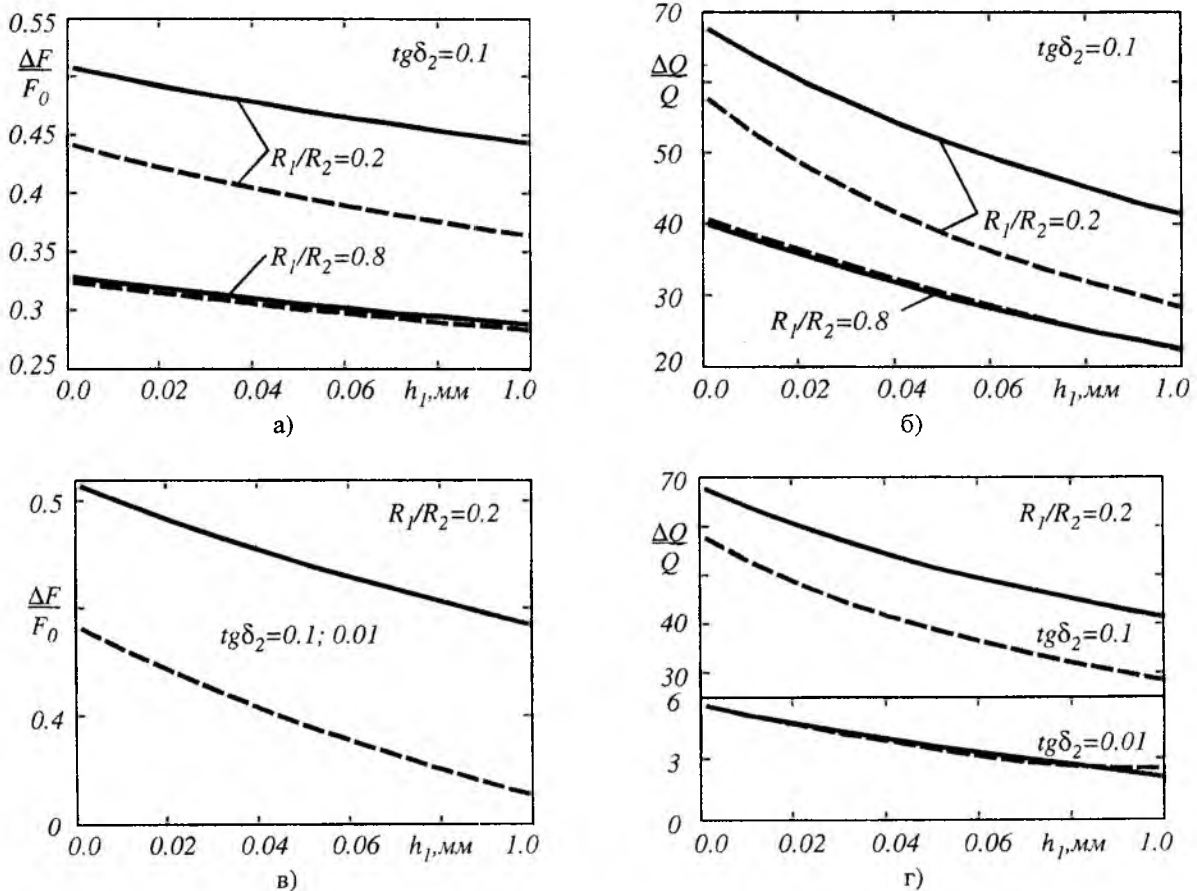 0.55
ΔF
F₀
0.45
0.4
0.35
0.3
0.25
tgδ₂=0.1
R₁/R₂=0.2
R₁/R₂=0.8
0.0 0.02 0.04 0.06 h₁,мм 1.0
а)
70
ΔQ
Q
50
40
30
20
tgδ₂=0.1
R₁/R₂=0.2
R₁/R₂=0.8
0.0 0.02 0.04 0.06 h₁,мм 1.0
б)
0.5
ΔF
F₀
0.4
0
R₁/R₂=0.2
tgδ₂=0.1; 0.01
0.0 0.02 0.04 0.06 h₁,мм 1.0
в)
70
ΔQ
Q
40
30
6
3
0
R₁/R₂=0.2
tgδ₂=0.1
tgδ₂=0.01
0.0 0.02 0.04 0.06 h₁,мм 1.0
г)